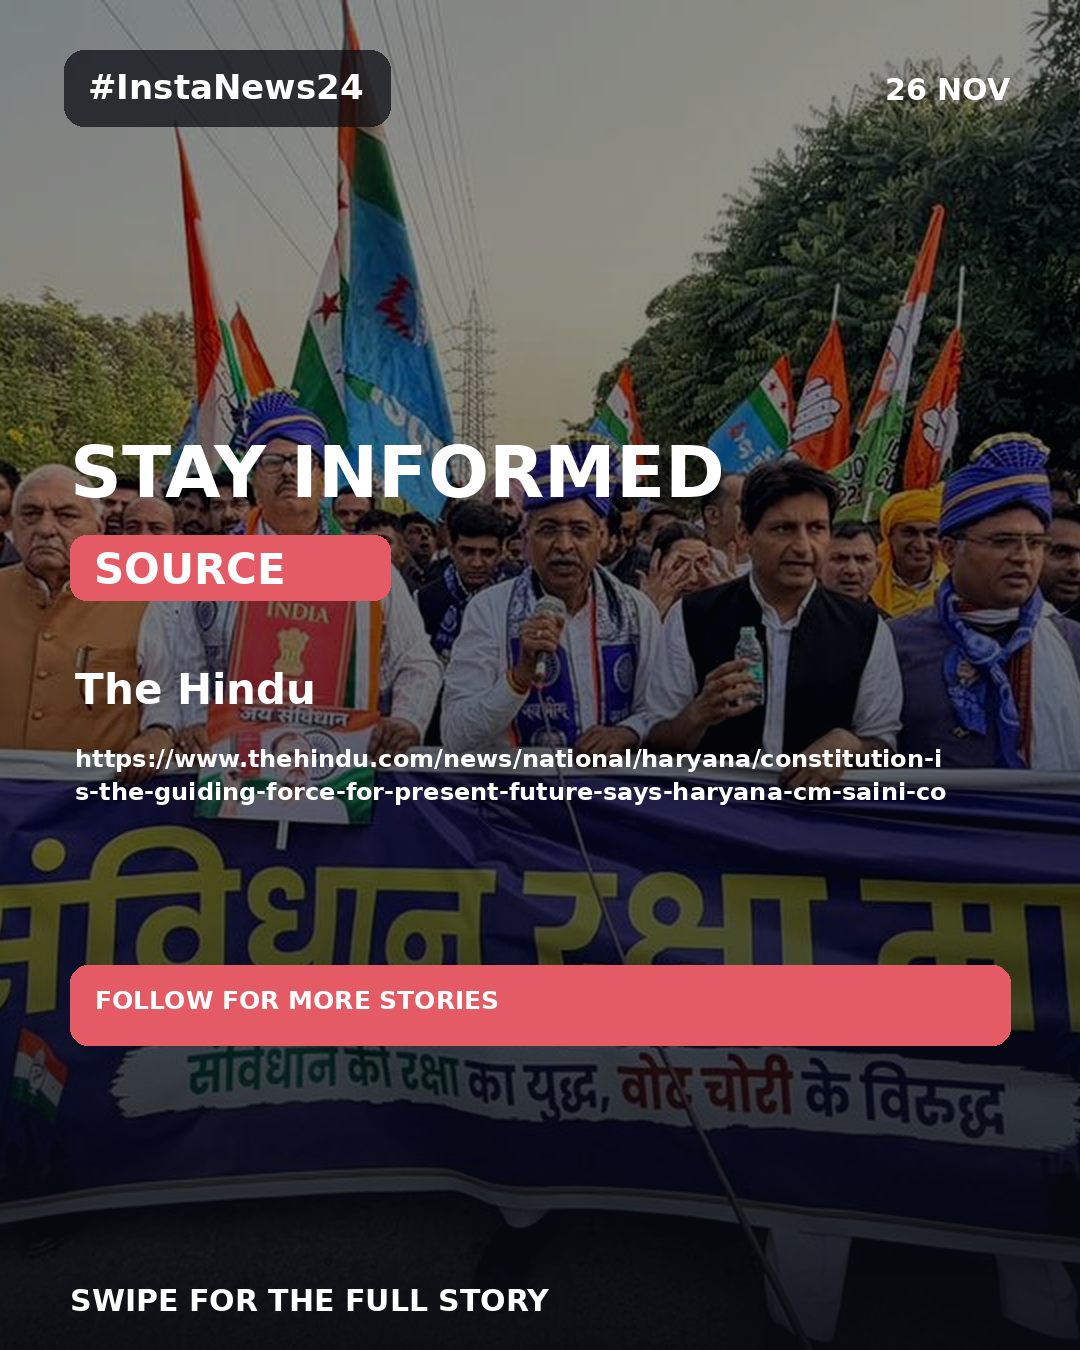 #InstaNews24
26 NOV
STAY INFORMED
SOURCE
INDIA
The Hindu
जय संविधान
जय भीम
https://www.thehindu.com/news/national/haryana/constitution-i
s-the-guiding-force-for-present-future-says-haryana-cm-saini-co
संविधान रक्षा मा
FOLLOW FOR MORE STORIES
संविधान की रक्षा का युद्ध, वोट चोरी के विरुद्ध
SWIPE FOR THE FULL STORY